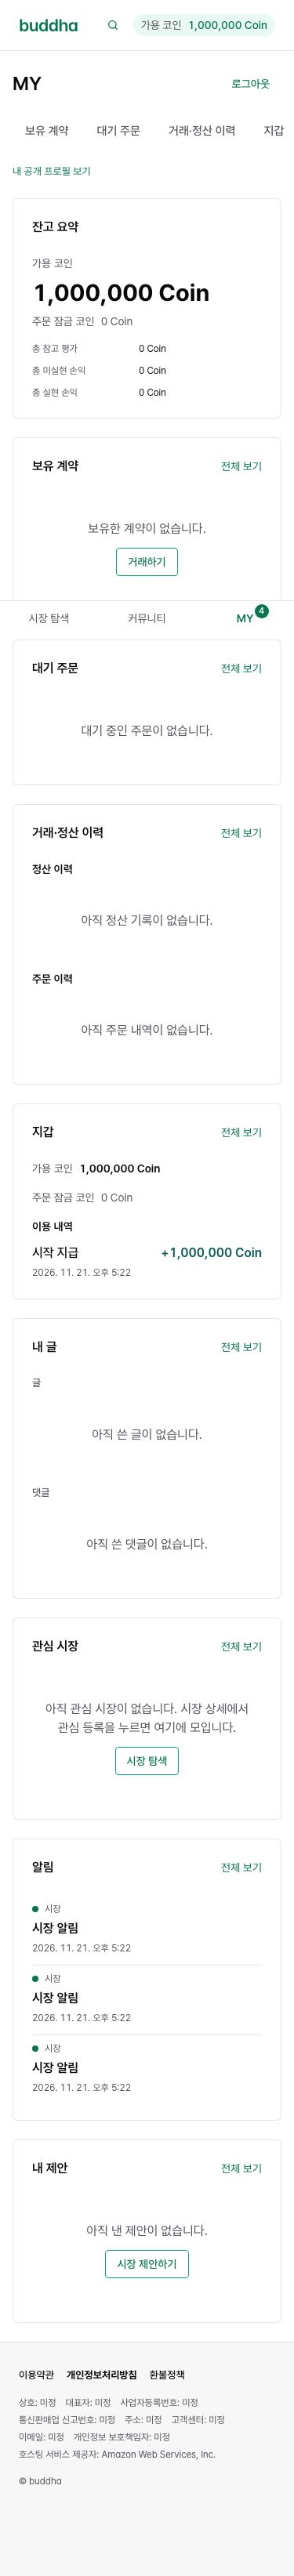 buddha 가용 코인 1,000,000 Coin
MY 로그아웃
보유 계약 대기 주문 거래·정산 이력 지갑
내 공개 프로필 보기
잔고 요약
가용 코인
1,000,000 Coin
주문 잠금 코인 0 Coin
총 참고 평가 0 Coin
총 미실현 손익 0 Coin
총 실현 손익 0 Coin
보유 계약 전체 보기
보유한 계약이 없습니다.
거래하기
시장 탐색 커뮤니티 MY 4
대기 주문 전체 보기
대기 중인 주문이 없습니다.
거래·정산 이력 전체 보기
정산 이력
아직 정산 기록이 없습니다.
주문 이력
아직 주문 내역이 없습니다.
지갑 전체 보기
가용 코인 1,000,000 Coin
주문 잠금 코인 0 Coin
이용 내역
시작 지급 +1,000,000 Coin
2026. 11. 21. 오후 5:22
내 글 전체 보기
글
아직 쓴 글이 없습니다.
댓글
아직 쓴 댓글이 없습니다.
관심 시장 전체 보기
아직 관심 시장이 없습니다. 시장 상세에서
관심 등록을 누르면 여기에 모입니다.
시장 탐색
알림 전체 보기
시장
시장 알림
2026. 11. 21. 오후 5:22
시장
시장 알림
2026. 11. 21. 오후 5:22
시장
시장 알림
2026. 11. 21. 오후 5:22
내 제안 전체 보기
아직 낸 제안이 없습니다.
시장 제안하기
이용약관 개인정보처리방침 환불정책
상호: 미정 대표자: 미정 사업자등록번호: 미정
통신판매업 신고번호: 미정 주소: 미정 고객센터: 미정
이메일: 미정 개인정보 보호책임자: 미정
호스팅 서비스 제공자: Amazon Web Services, Inc.
© buddha